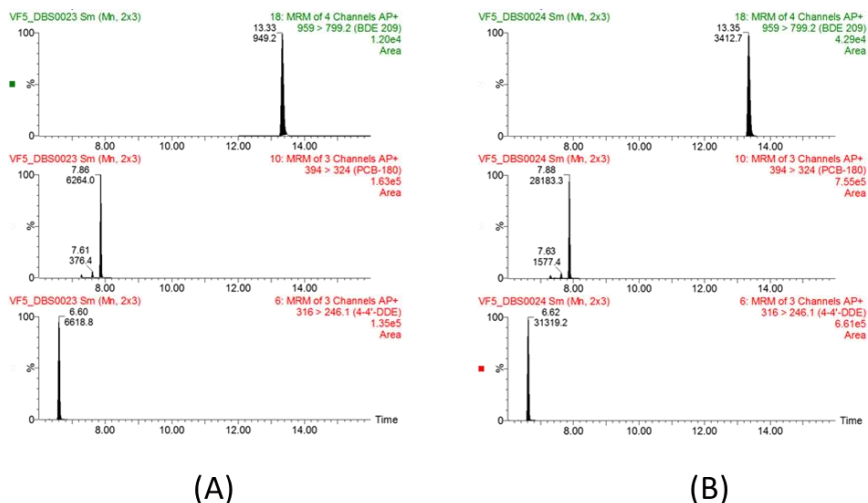 VF5_DBS0023 Sm (Mn, 2x3)
18: MRM of 4 Channels AP+
959 > 799.2 (BDE 209)
1.20e4
Area
13.33
949.2
100
%
0
8.00 10.00 12.00 14.00
VF5_DBS0023 Sm (Mn, 2x3)
10: MRM of 3 Channels AP+
394 > 324 (PCB-180)
1.63e5
Area
7.86
6264.0
7.61
376.4
100
%
0
8.00 10.00 12.00 14.00
VF5_DBS0023 Sm (Mn, 2x3)
6: MRM of 3 Channels AP+
316 > 246.1 (4-4'-DDE)
1.35e5
Area
6.60
6618.8
100
%
0
Time
8.00 10.00 12.00 14.00
(A)
VF5_DBS0024 Sm (Mn, 2x3)
18: MRM of 4 Channels AP+
959 > 799.2 (BDE 209)
4.29e4
Area
13.35
3412.7
100
%
0
8.00 10.00 12.00 14.00
VF5_DBS0024 Sm (Mn, 2x3)
10: MRM of 3 Channels AP+
394 > 324 (PCB-180)
7.55e5
Area
7.88
28183.3
7.63
1577.4
100
%
0
8.00 10.00 12.00 14.00
VF5_DBS0024 Sm (Mn, 2x3)
6: MRM of 3 Channels AP+
316 > 246.1 (4-4'-DDE)
6.61e5
Area
6.62
31319.2
100
%
0
Time
8.00 10.00 12.00 14.00
(B)